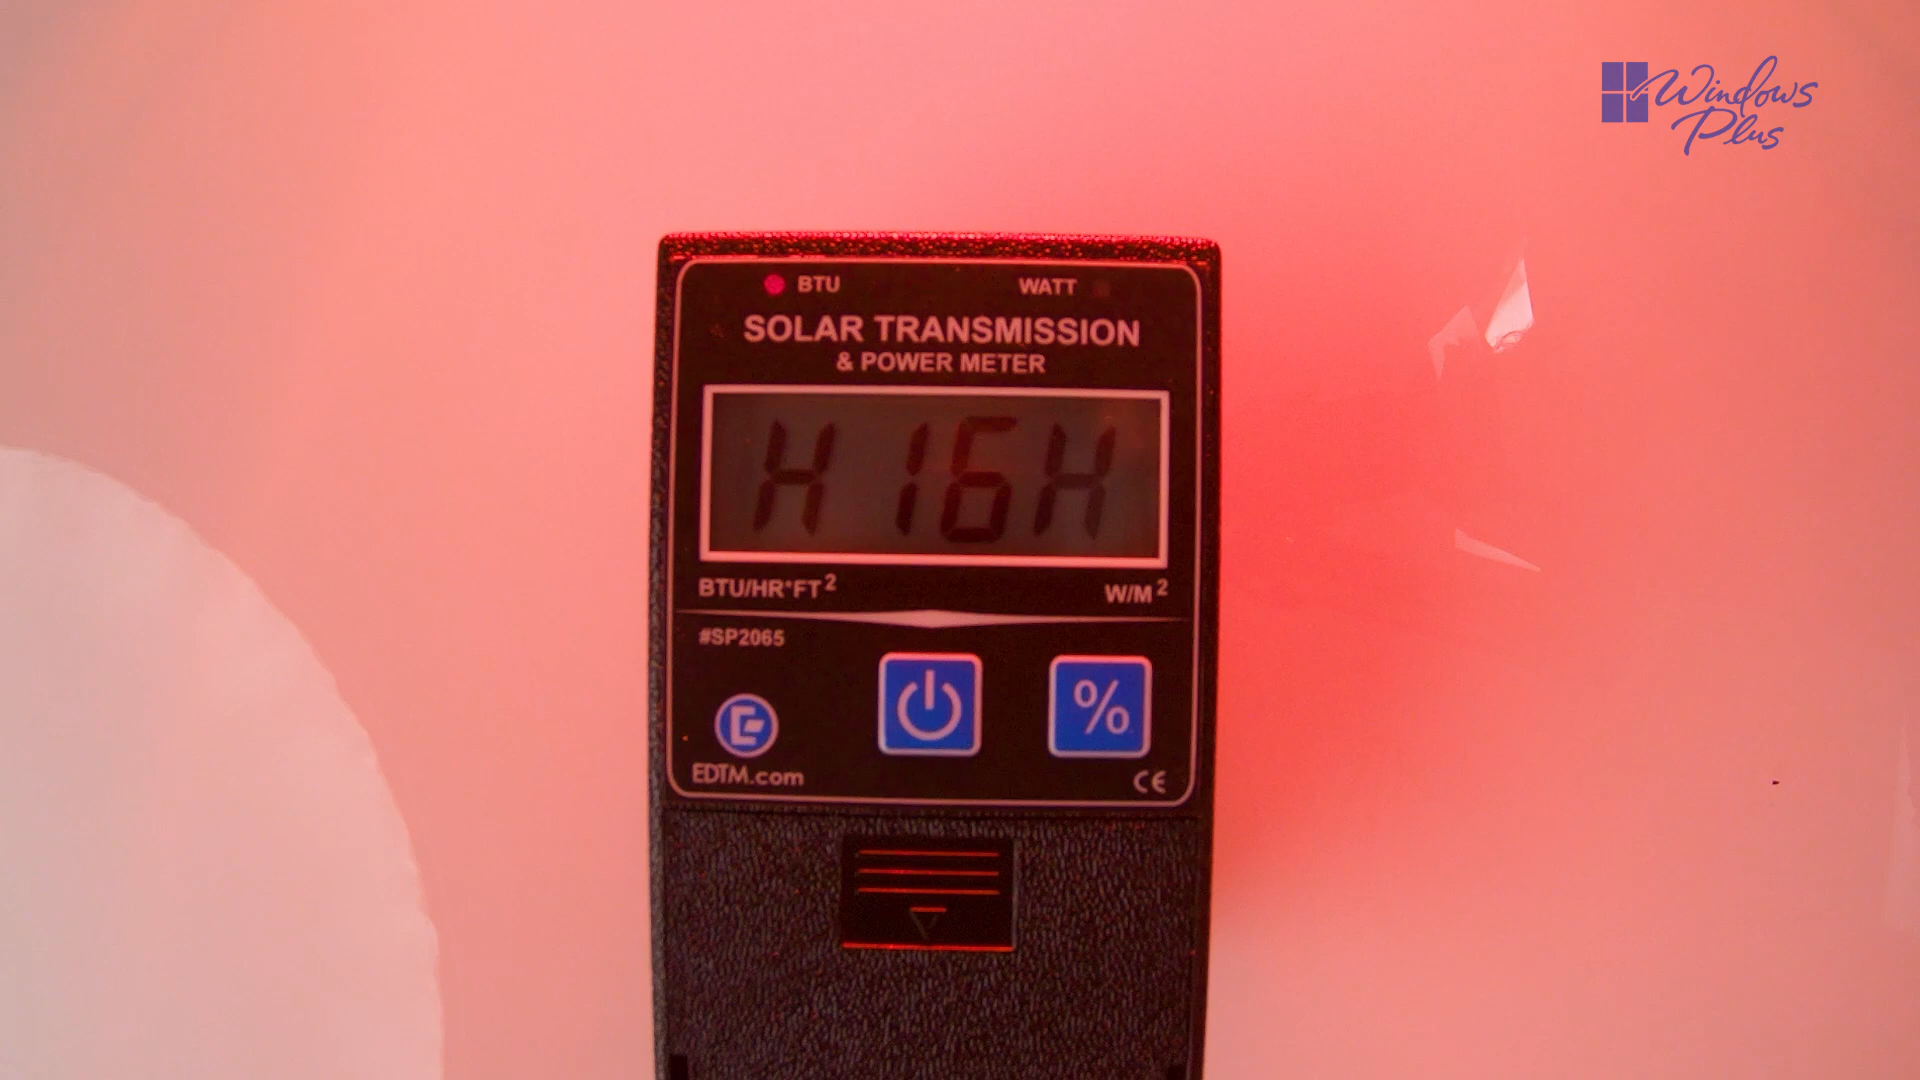 Windows
Plus
BTU WATT
SOLAR TRANSMISSION
& POWER METER
HIGH
BTU/HR*FT² W/M²
#SP2065
%
EDTM.com
CE